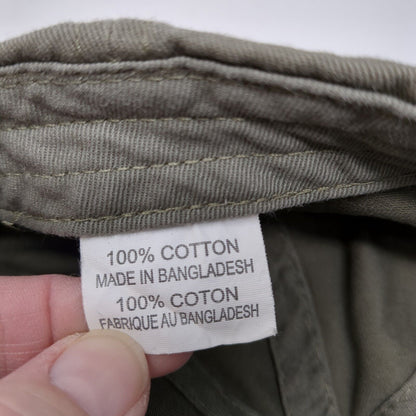 100% COTTON
MADE IN BANGLADESH
100% COTON
FABRIQUE AU BANGLADESH